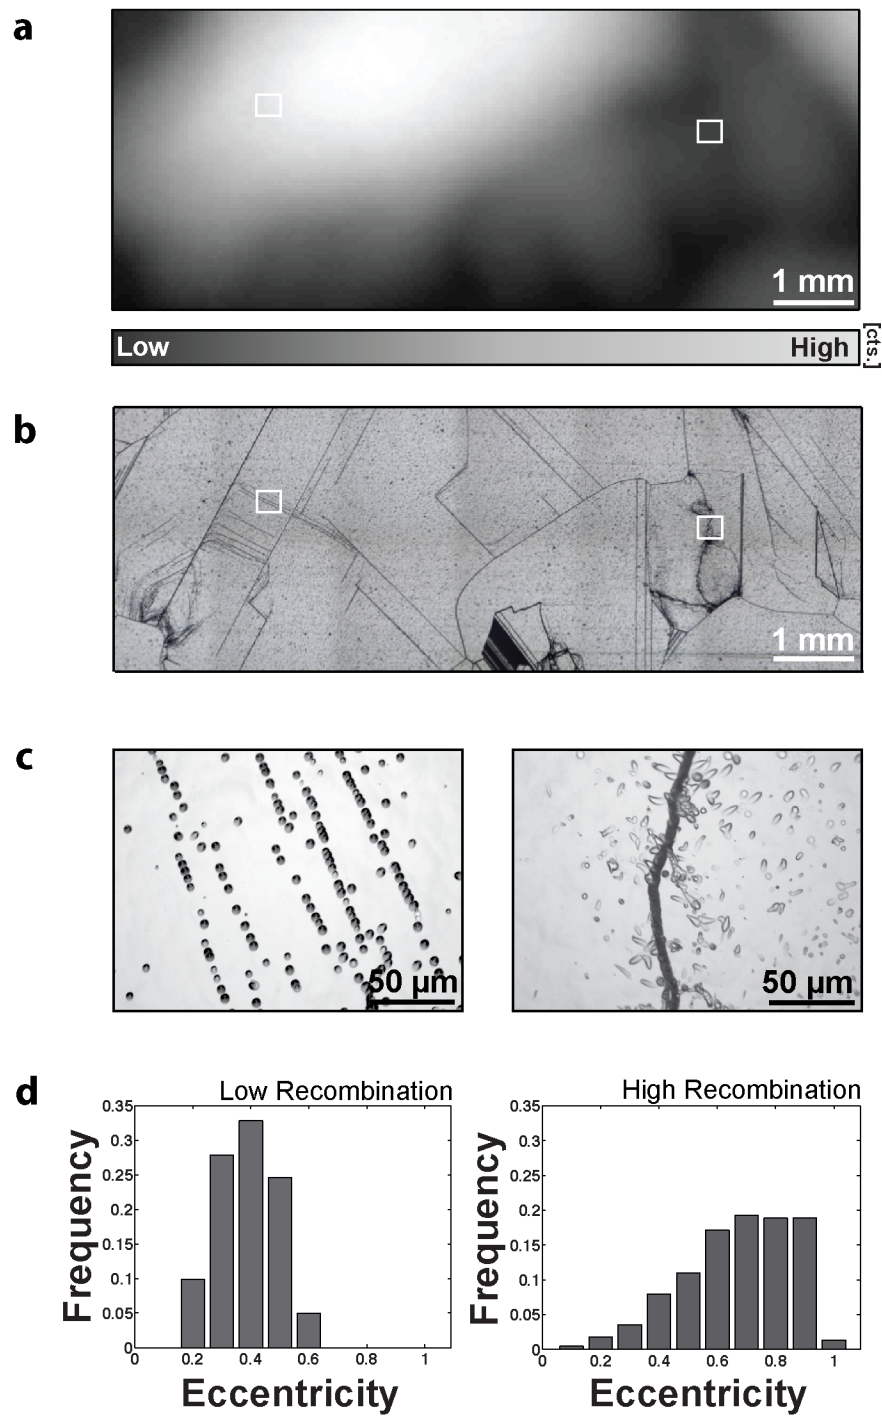 a
1 mm
Low
High
[cts.]
b
1 mm
c
50 µm
50 µm
d
Low Recombination
Frequency
0.35
0.3
0.25
0.2
0.15
0.1
0.05
0
0
0.2
0.4
0.6
0.8
1
Eccentricity
High Recombination
Frequency
0.35
0.3
0.25
0.2
0.15
0.1
0.05
0
0
0.2
0.4
0.6
0.8
1
Eccentricity